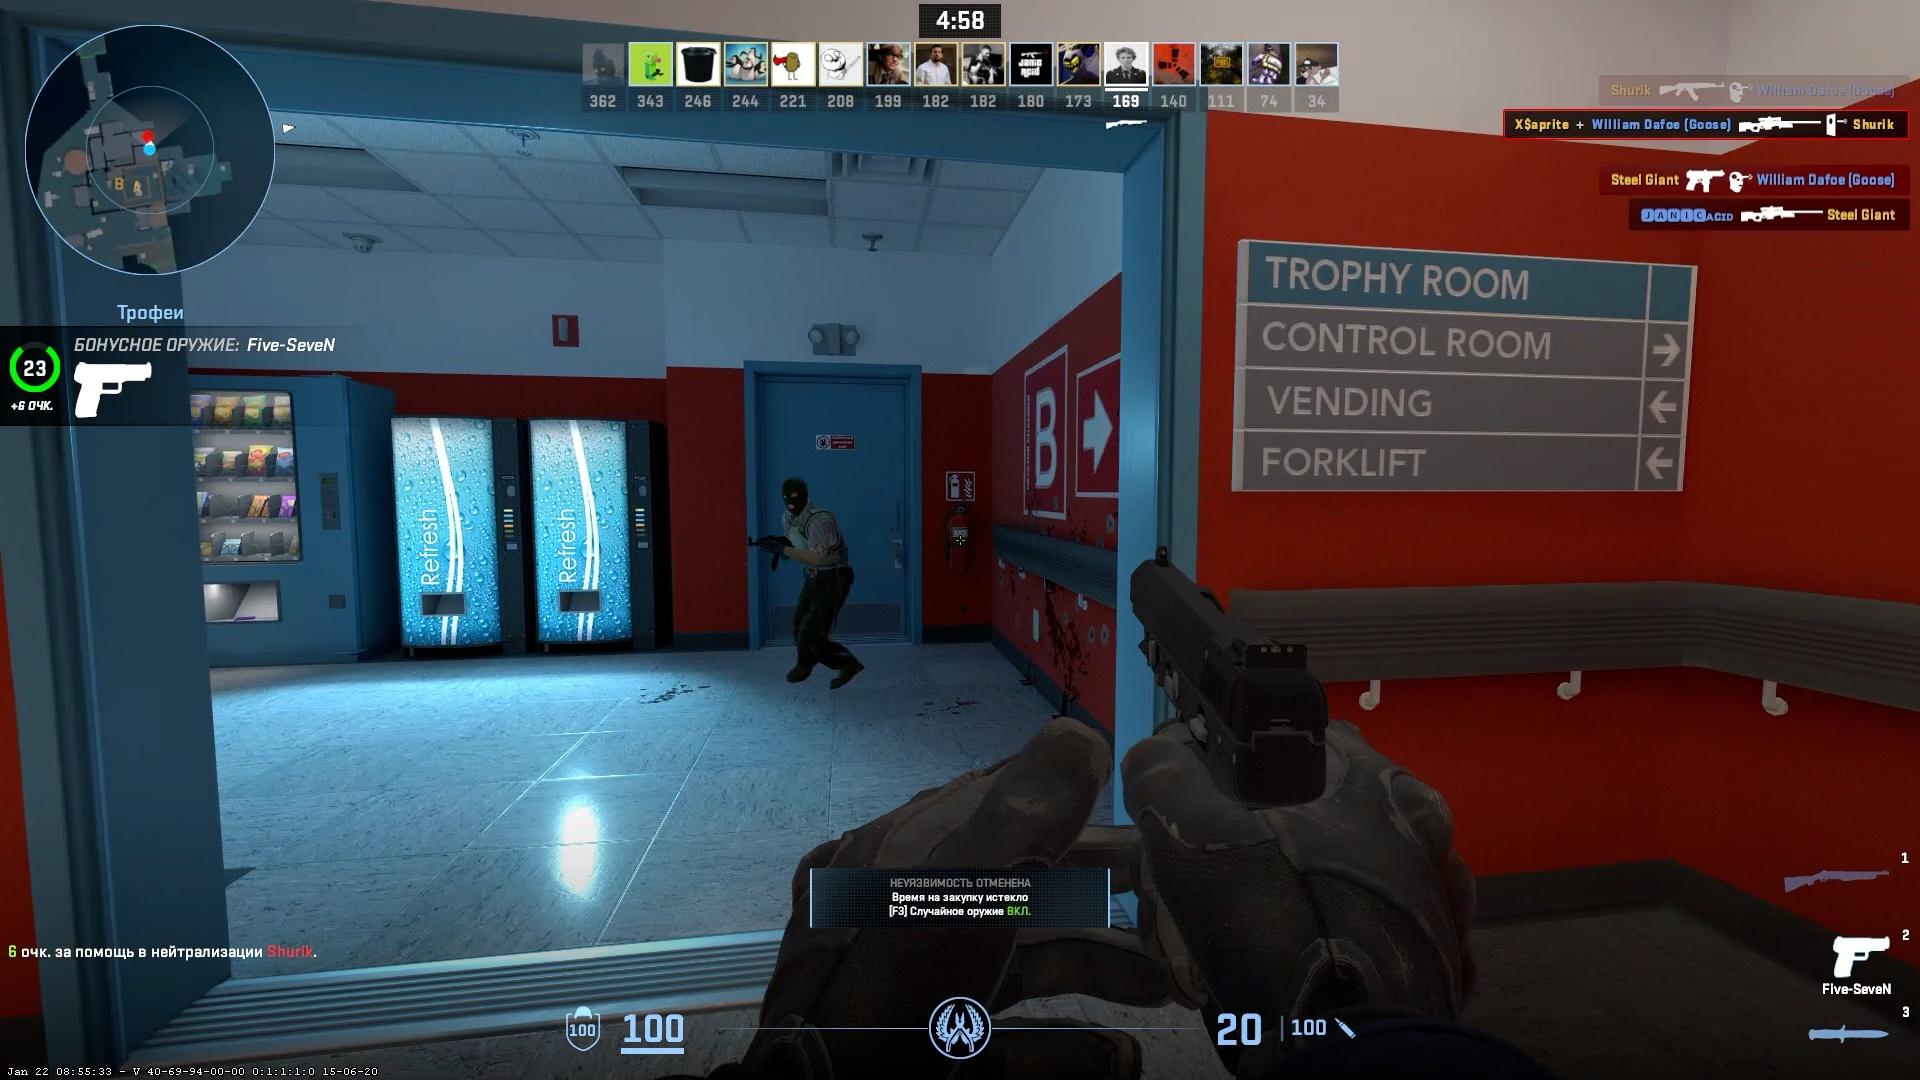 4:58
362 343 246 244 221 208 199 182 182 180 173 169 140 111 74 34
JANIC ACID
Shurik William Dafoe (Goose)
X$aprite + William Dafoe (Goose) Shurik
Steel Giant William Dafoe (Goose)
JANICACID Steel Giant
B A
Трофеи
БОНУСНОЕ ОРУЖИЕ: Five-SeveN
23
+6 ОЧК.
TROPHY ROOM
CONTROL ROOM
VENDING
FORKLIFT
B
Refresh
Refresh
НЕУЯЗВИМОСТЬ ОТМЕНЕНА
Время на закупку истекло
[F3] Случайное оружие ВКЛ.
6 очк. за помощь в нейтрализации Shurik.
1
2
Five-SeveN
3
100 100
20 100
Jan 22 08:55:33 - V 40-69-94-00-00 0:1:1:1:0 15-06-20